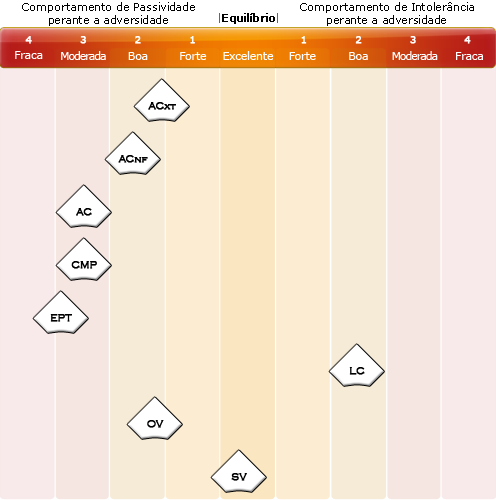 Comportamento de Passividade
perante a adversidade
|Equilíbrio|
Comportamento de Intolerância
perante a adversidade
4 3 2 1 1 2 3 4
Fraca Moderada Boa Forte Excelente Forte Boa Moderada Fraca
ACXT
ACNF
AC
CMP
EPT
LC
OV
SV